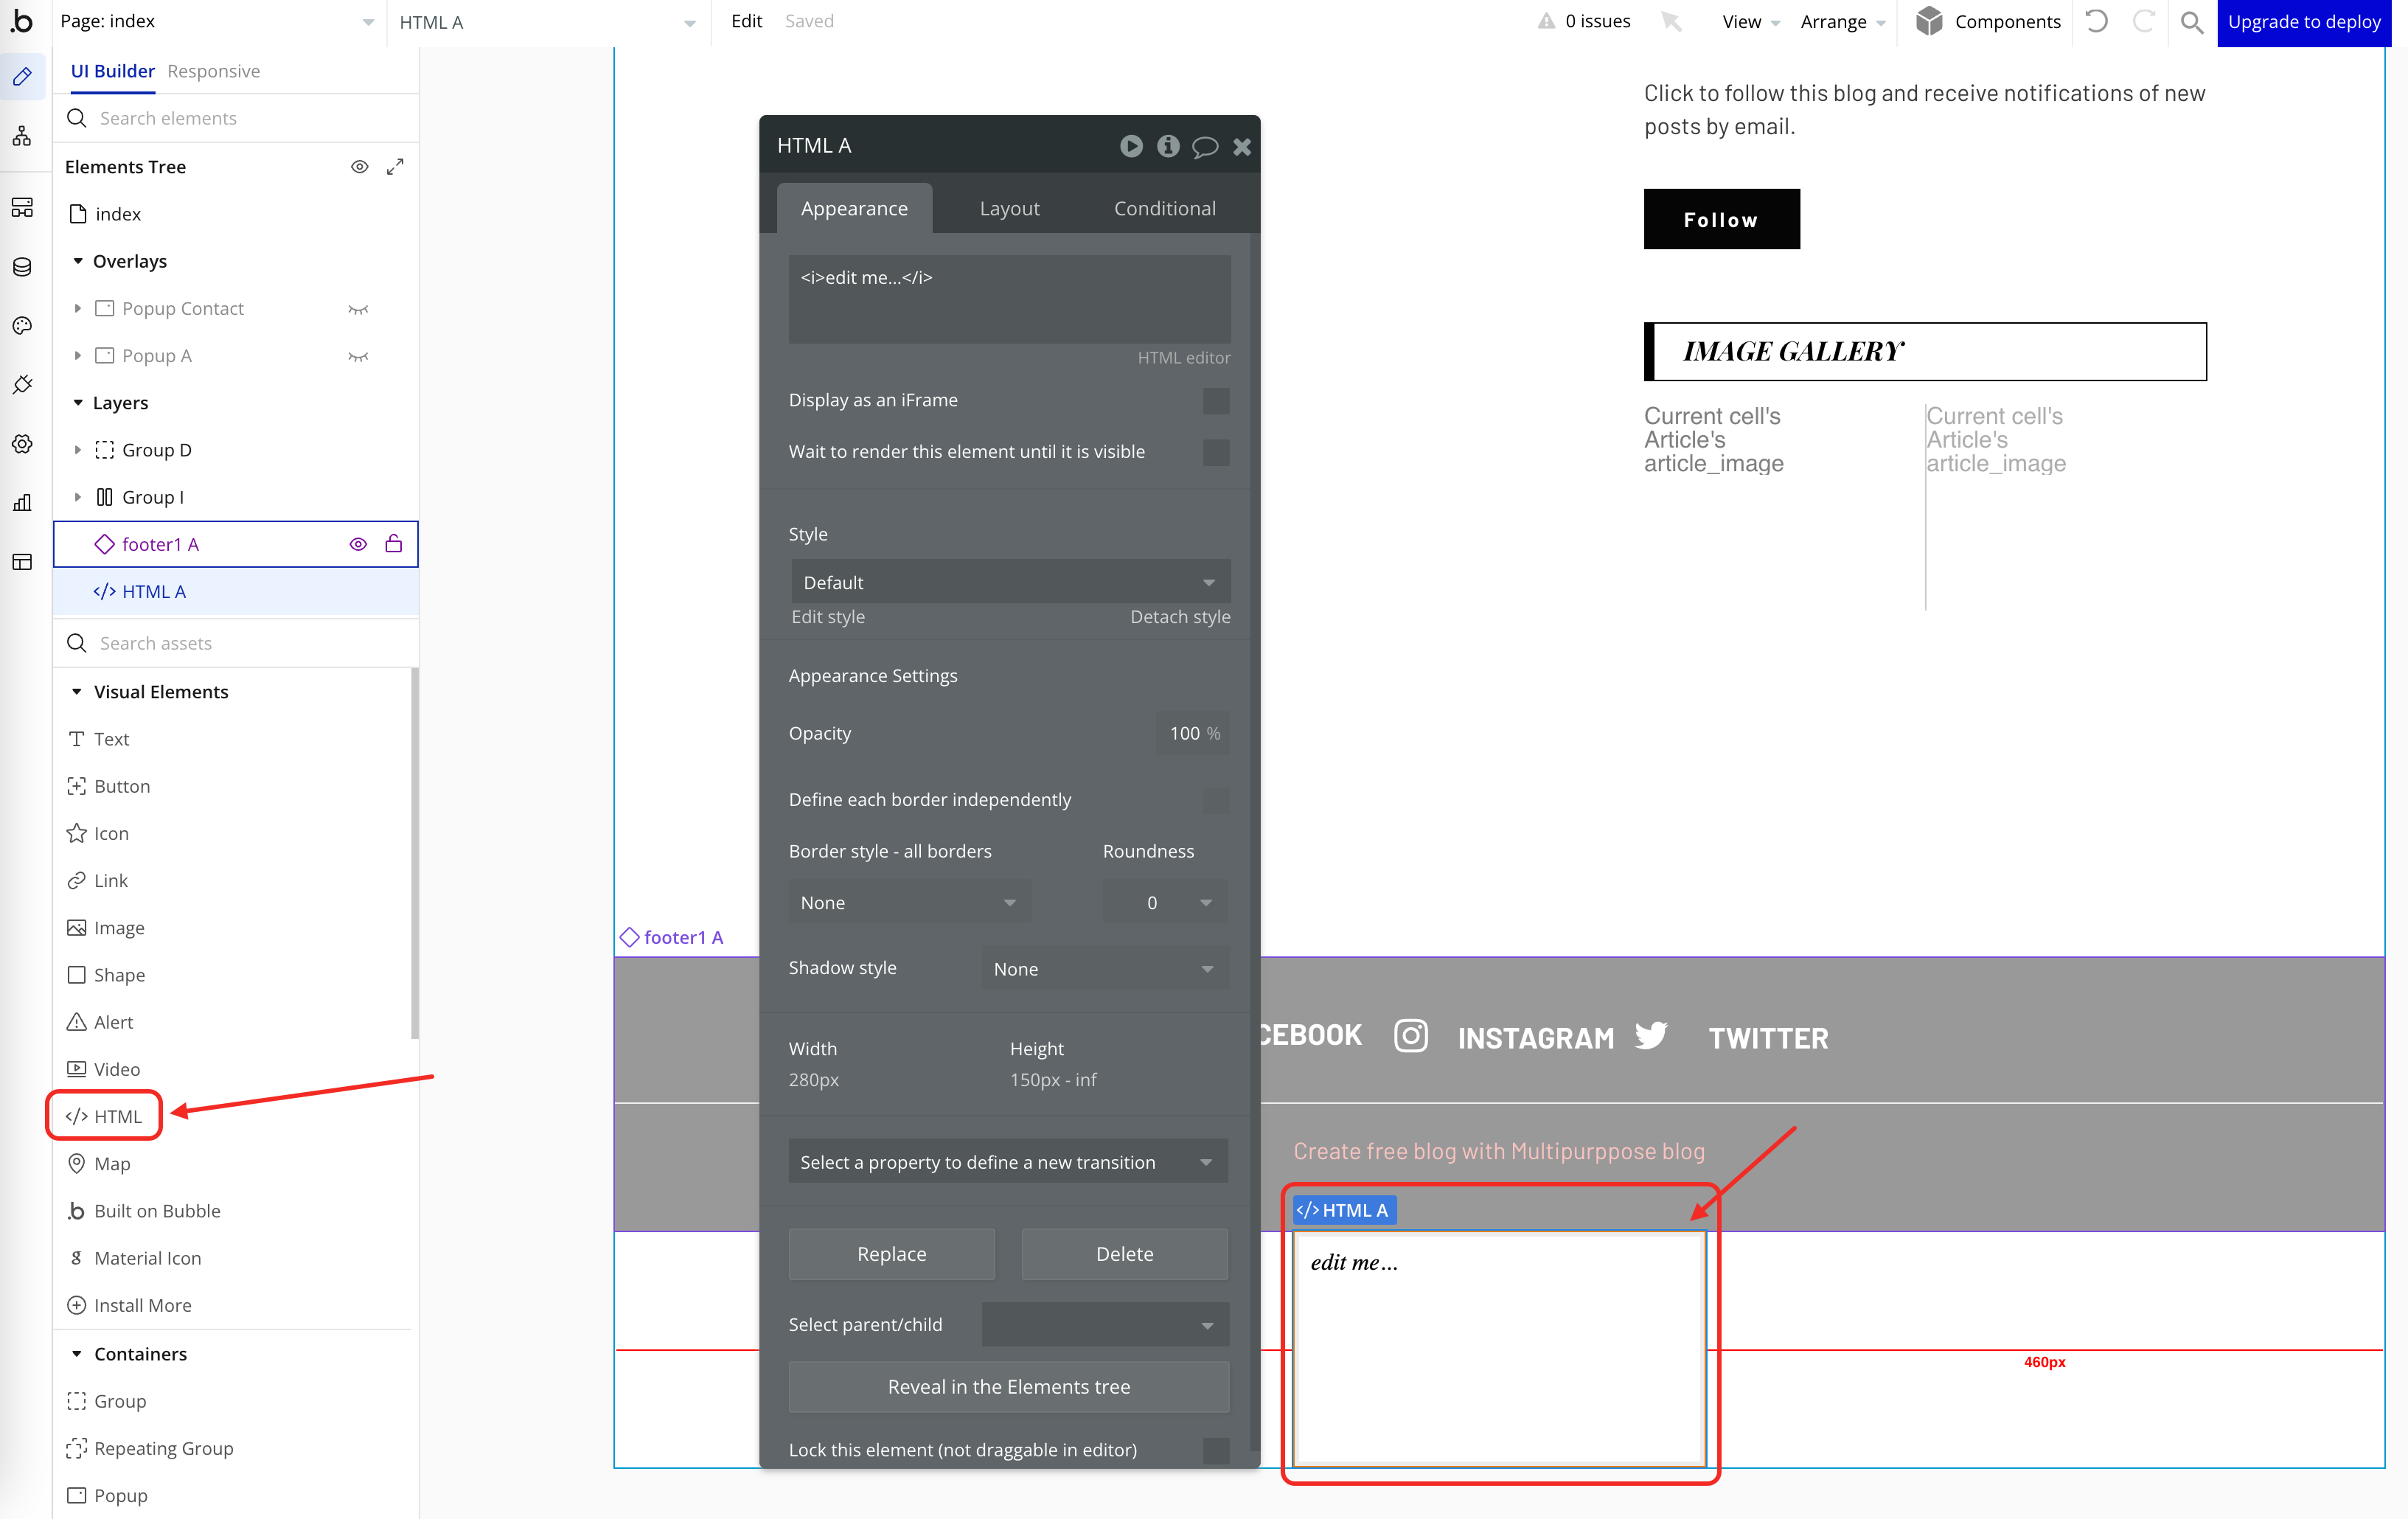 .b
Page: index
HTML A
Edit
Saved
0 issues
View
Arrange
Components
Upgrade to deploy
UI Builder
Responsive
Search elements
Elements Tree
index
Overlays
Popup Contact
Popup A
Layers
Group D
Group I
footer1 A
</> HTML A
Search assets
Visual Elements
Text
Button
Icon
Link
Image
Shape
Alert
Video
</> HTML
Map
.b Built on Bubble
g Material Icon
Install More
Containers
Group
Repeating Group
Popup
HTML A
Appearance
Layout
Conditional
<i>edit me...</i>
HTML editor
Display as an iFrame
Wait to render this element until it is visible
Style
Default
Edit style
Detach style
Appearance Settings
Opacity
100 %
Define each border independently
Border style - all borders
Roundness
None
0
Shadow style
None
Width
Height
280px
150px - inf
Select a property to define a new transition
Replace
Delete
Select parent/child
Reveal in the Elements tree
Lock this element (not draggable in editor)
Click to follow this blog and receive notifications of new
posts by email.
Follow
IMAGE GALLERY
Current cell's
Article's
article_image
Current cell's
Article's
article_image
footer1 A
CEBOOK
INSTAGRAM
TWITTER
Create free blog with Multipurppose blog
</> HTML A
edit me...
460px